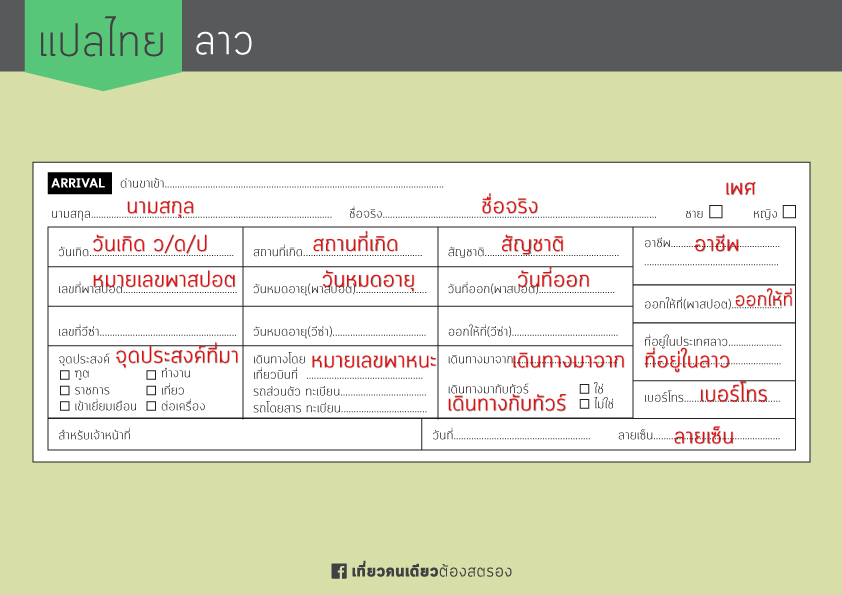 แปลไทย ลาว
ARRIVAL ด่านขาเข้า
เพศ
นามสกุล นามสกุล ชื่อจริง ชื่อจริง ชาย หญิง
วันเกิด วันเกิด ว/ด/ป สถานที่เกิด สถานที่เกิด สัญชาติ สัญชาติ อาชีพ อาชีพ
เลขที่พาสปอต หมายเลขพาสปอต วันหมดอายุ(พาสปอต) วันหมดอายุ วันที่ออก(พาสปอต) วันที่ออก
ออกให้ที่(พาสปอต) ออกให้ที่
เลขที่วีซ่า วันหมดอายุ(วีซ่า) ออกให้ที่(วีซ่า)
ที่อยู่ในประเทศลาว
ที่อยู่ในลาว
จุดประสงค์ จุดประสงค์ที่มา เดินทางโดย หมายเลขพาหนะ เดินทางมาจาก เดินทางมาจาก
ทูต ทำงาน เที่ยวบินที่
ราชการ เที่ยว รถส่วนตัว ทะเบียน เดินทางมากับทัวร์ ใช่
เบอร์โทร เบอร์โทร
เข้าเยี่ยมเยือน ต่อเครื่อง รถโดยสาร ทะเบียน เดินทางกับทัวร์ ไม่ใช่
สำหรับเจ้าหน้าที่ วันที่ ลายเซ็น ลายเซ็น
เที่ยวคนเดียวต้องสตรอง